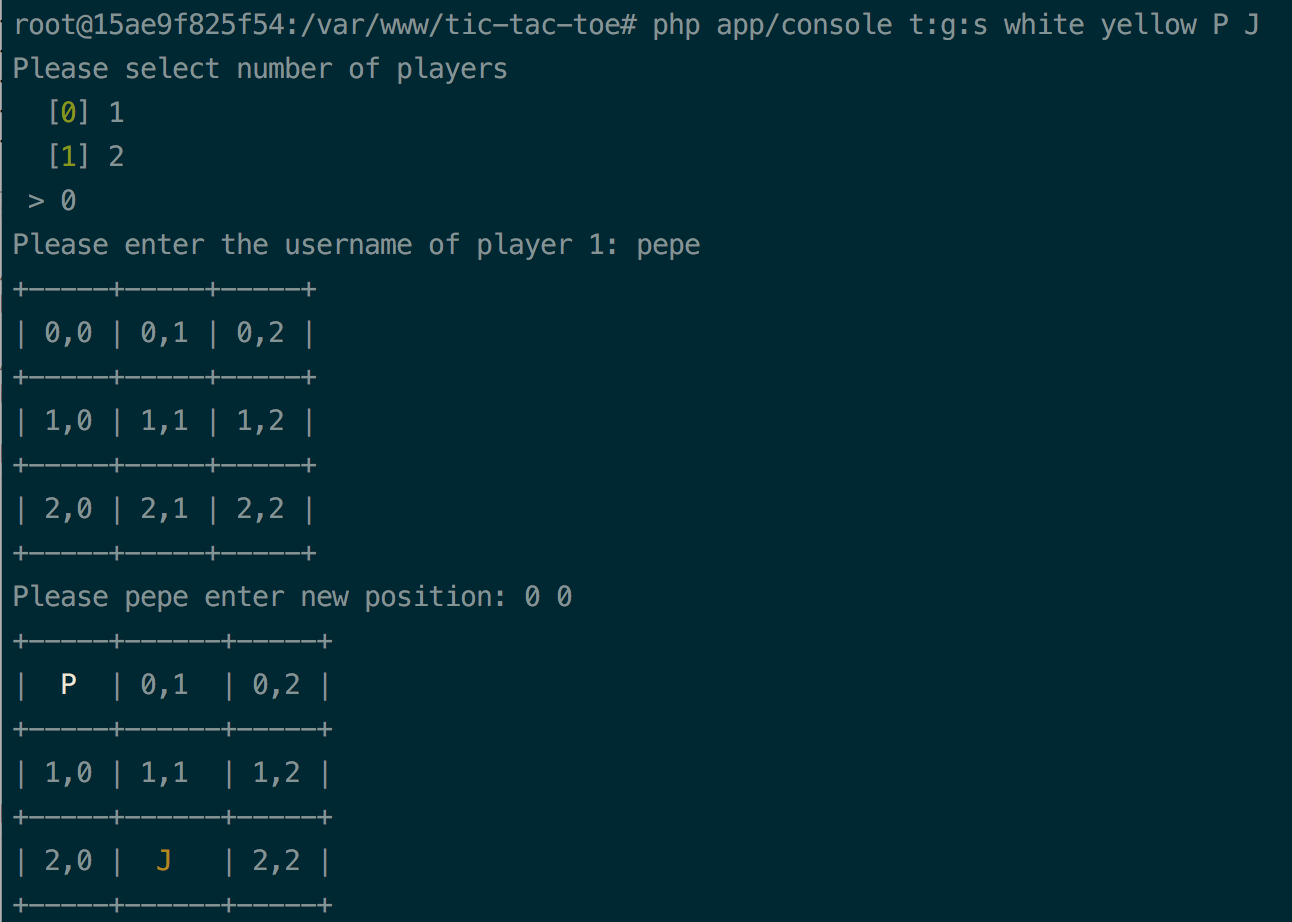 root@15ae9f825f54:/var/www/tic-tac-toe# php app/console t:g:s white yellow P J
Please select number of players
  [0] 1
  [1] 2
 > 0
Please enter the username of player 1: pepe
+-----+-----+-----+
| 0,0 | 0,1 | 0,2 |
+-----+-----+-----+
| 1,0 | 1,1 | 1,2 |
+-----+-----+-----+
| 2,0 | 2,1 | 2,2 |
+-----+-----+-----+
Please pepe enter new position: 0 0
+-----+------+-----+
|  P  | 0,1  | 0,2 |
+-----+------+-----+
| 1,0 | 1,1  | 1,2 |
+-----+------+-----+
| 2,0 |  J   | 2,2 |
+-----+------+-----+